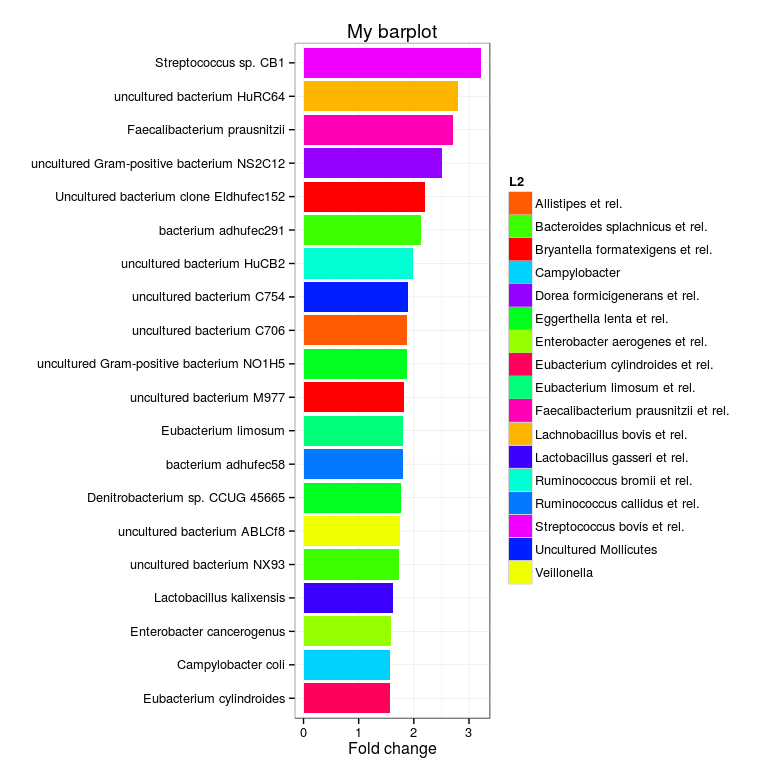 My barplot
Streptococcus sp. CB1
uncultured bacterium HuRC64
Faecalibacterium prausnitzii
uncultured Gram-positive bacterium NS2C12
Uncultured bacterium clone Eldhufec152
bacterium adhufec291
uncultured bacterium HuCB2
uncultured bacterium C754
uncultured bacterium C706
uncultured Gram-positive bacterium NO1H5
uncultured bacterium M977
Eubacterium limosum
bacterium adhufec58
Denitrobacterium sp. CCUG 45665
uncultured bacterium ABLCf8
uncultured bacterium NX93
Lactobacillus kalixensis
Enterobacter cancerogenus
Campylobacter coli
Eubacterium cylindroides
0 1 2 3
Fold change
L2
Allistipes et rel.
Bacteroides splachnicus et rel.
Bryantella formatexigens et rel.
Campylobacter
Dorea formicigenerans et rel.
Eggerthella lenta et rel.
Enterobacter aerogenes et rel.
Eubacterium cylindroides et rel.
Eubacterium limosum et rel.
Faecalibacterium prausnitzii et rel.
Lachnobacillus bovis et rel.
Lactobacillus gasseri et rel.
Ruminococcus bromii et rel.
Ruminococcus callidus et rel.
Streptococcus bovis et rel.
Uncultured Mollicutes
Veillonella